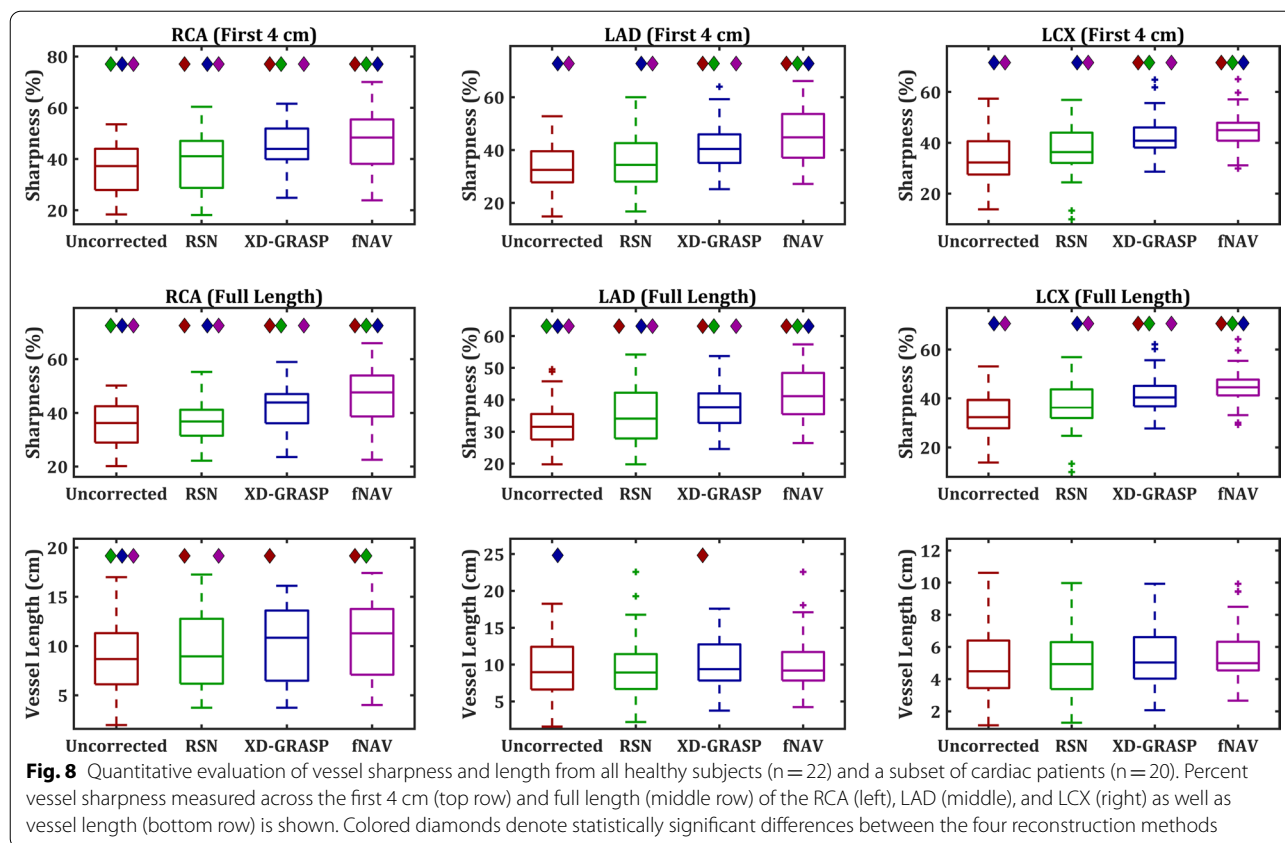 RCA (First 4 cm)
Sharpness (%)
80
60
40
20
Uncorrected RSN XD-GRASP fNAV
LAD (First 4 cm)
Sharpness (%)
60
40
20
Uncorrected RSN XD-GRASP fNAV
LCX (First 4 cm)
Sharpness (%)
60
40
20
Uncorrected RSN XD-GRASP fNAV
RCA (Full Length)
Sharpness (%)
60
40
20
Uncorrected RSN XD-GRASP fNAV
LAD (Full Length)
Sharpness (%)
60
50
40
30
20
Uncorrected RSN XD-GRASP fNAV
LCX (Full Length)
Sharpness (%)
60
40
20
Uncorrected RSN XD-GRASP fNAV
Vessel Length (cm)
20
15
10
5
Uncorrected RSN XD-GRASP fNAV
Vessel Length (cm)
25
20
15
10
5
Uncorrected RSN XD-GRASP fNAV
Vessel Length (cm)
12
10
8
6
4
2
Uncorrected RSN XD-GRASP fNAV
Fig. 8 Quantitative evaluation of vessel sharpness and length from all healthy subjects (n = 22) and a subset of cardiac patients (n = 20). Percent
vessel sharpness measured across the first 4 cm (top row) and full length (middle row) of the RCA (left), LAD (middle), and LCX (right) as well as
vessel length (bottom row) is shown. Colored diamonds denote statistically significant differences between the four reconstruction methods